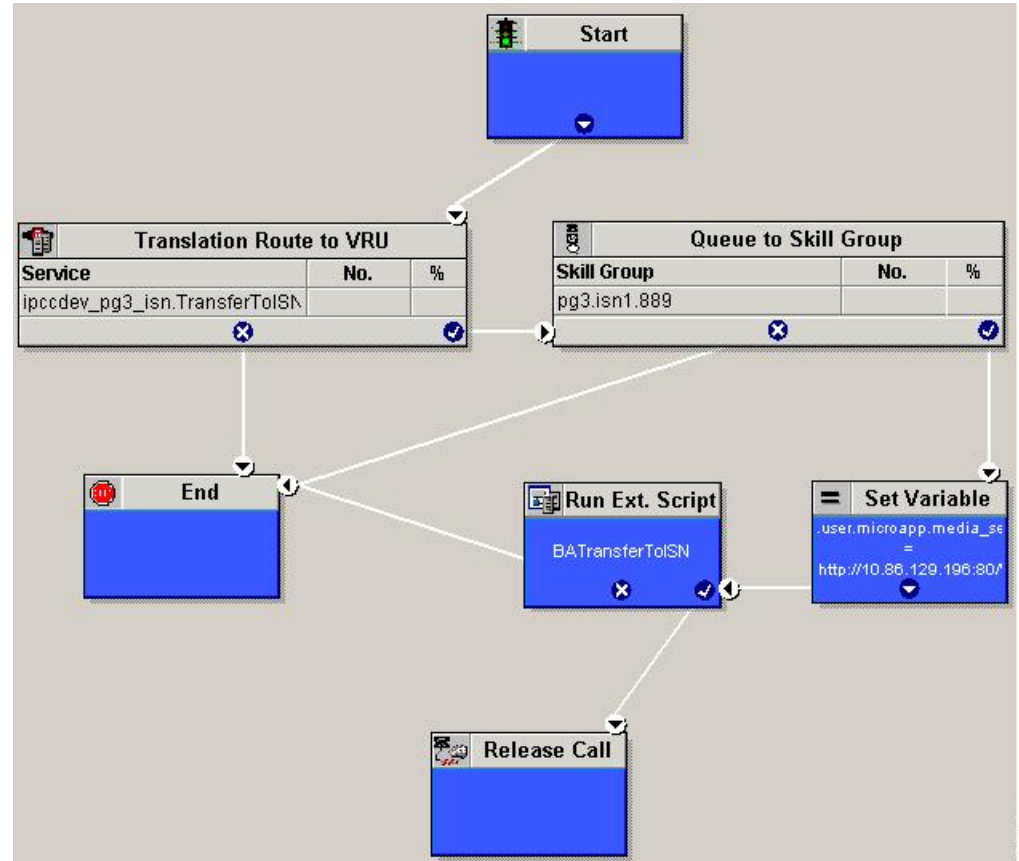 Start
Translation Route to VRU
Service No. %
ipccdev_pg3_isn.TransferToISN
Queue to Skill Group
Skill Group No. %
pg3.isn1.889
End
Run Ext. Script
BATransferToISN
Set Variable
.user.microapp.media_se
=
http://10.86.129.196:80/
Release Call